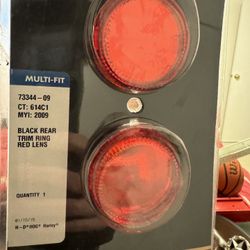 MULTI-FIT
73344-09
CT: 614C1
MYI: 2009
BLACK REAR
TRIM RING
RED LENS
QUANTITY 1
H-D®